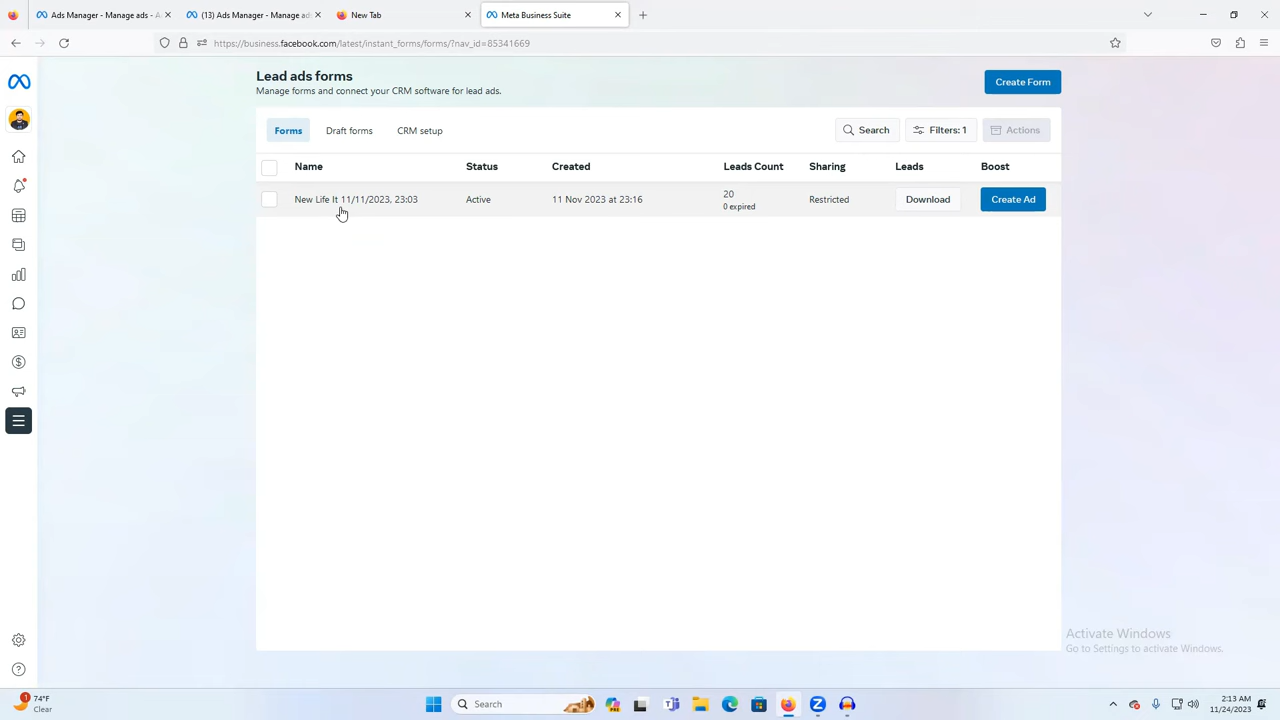 Ads Manager - Manage ads - A
(13) Ads Manager - Manage ads
New Tab
Meta Business Suite
https://business.facebook.com/latest/instant_forms/forms/?nav_id=85341669
Lead ads forms
Manage forms and connect your CRM software for lead ads.
Create Form
Forms
Draft forms
CRM setup
Search
Filters: 1
Actions
Name
Status
Created
Leads Count
Sharing
Leads
Boost
New Life It 11/11/2023, 23:03
Active
11 Nov 2023 at 23:16
20
0 expired
Restricted
Download
Create Ad
Activate Windows
Go to Settings to activate Windows.
1
74°F
Clear
Search
2:13 AM
11/24/2023